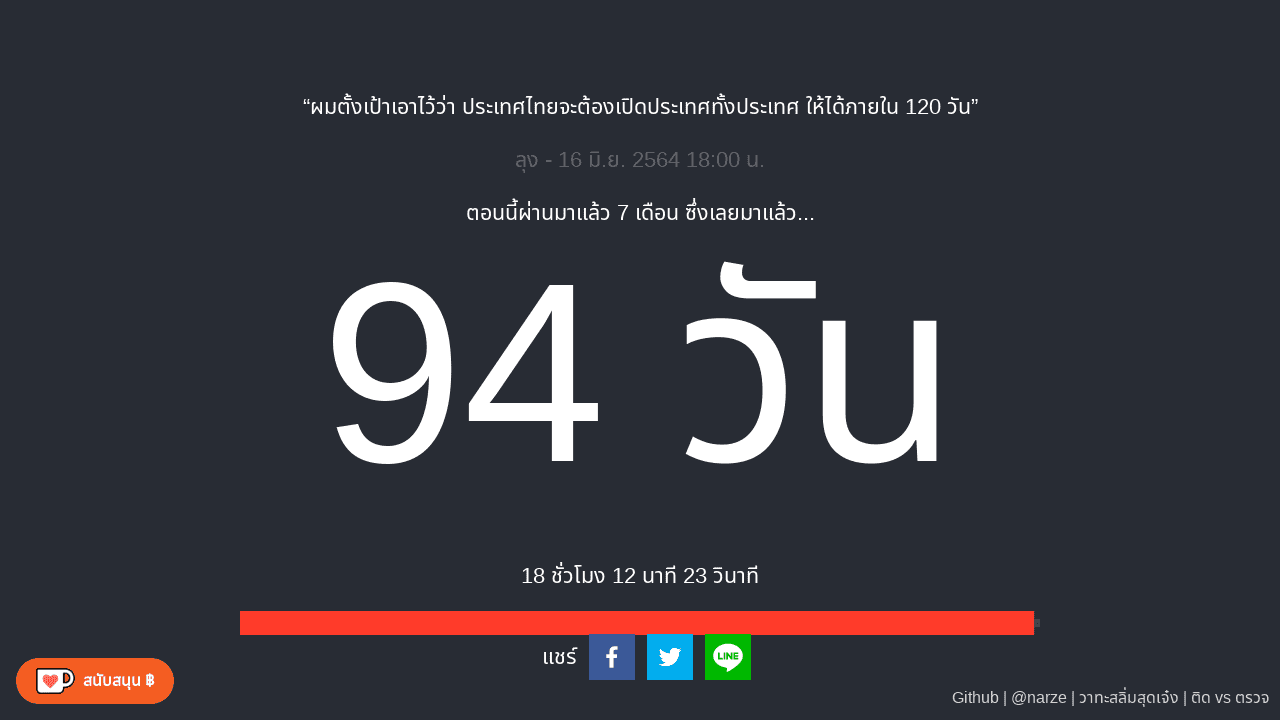 “ผมตั้งเป้าเอาไว้ว่า ประเทศไทยจะต้องเปิดประเทศทั้งประเทศ ให้ได้ภายใน 120 วัน”
ลุง - 16 มิ.ย. 2564 18:00 น.
ตอนนี้ผ่านมาแล้ว 7 เดือน ซึ่งเลยมาแล้ว...
94 วัน
18 ชั่วโมง 12 นาที 23 วินาที
แชร์
LINE
สนับสนุน ฿
Github | @narze | วาทะสลิ่มสุดเจ๋ง | ติด vs ตรวจ